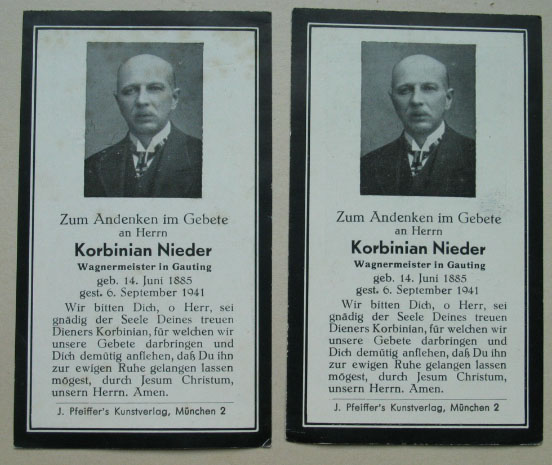 Zum Andenken im Gebete
an Herrn
Korbinian Nieder
Wagnermeister in Gauting
geb. 14. Juni 1885
gest. 6. September 1941
Wir bitten Dich, o Herr, sei
gnädig der Seele Deines treuen
Dieners Korbinian, für welchen wir
unsere Gebete darbringen und
Dich demütig anflehen, daß Du ihn
zur ewigen Ruhe gelangen lassen
mögest, durch Jesum Christum,
unsern Herrn. Amen.
J. Pfeiffer's Kunstverlag, München 2
Zum Andenken im Gebete
an Herrn
Korbinian Nieder
Wagnermeister in Gauting
geb. 14. Juni 1885
gest. 6. September 1941
Wir bitten Dich, o Herr, sei
gnädig der Seele Deines treuen
Dieners Korbinian, für welchen wir
unsere Gebete darbringen und
Dich demütig anflehen, daß Du ihn
zur ewigen Ruhe gelangen lassen
mögest, durch Jesum Christum,
unsern Herrn. Amen.
J. Pfeiffer's Kunstverlag, München 2